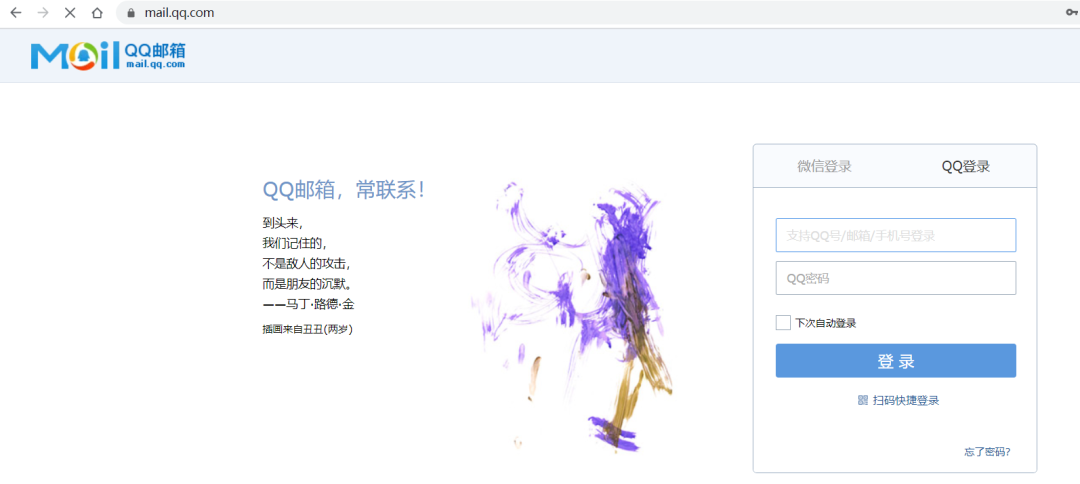 mail.qq.com
Mail QQ邮箱
mail.qq.com
QQ邮箱，常联系！
到头来，
我们记住的，
不是敌人的攻击，
而是朋友的沉默。
——马丁·路德·金
插画来自丑丑(两岁)
微信登录 QQ登录
支持QQ号/邮箱/手机号登录
QQ密码
下次自动登录
登 录
扫码快捷登录
忘了密码？